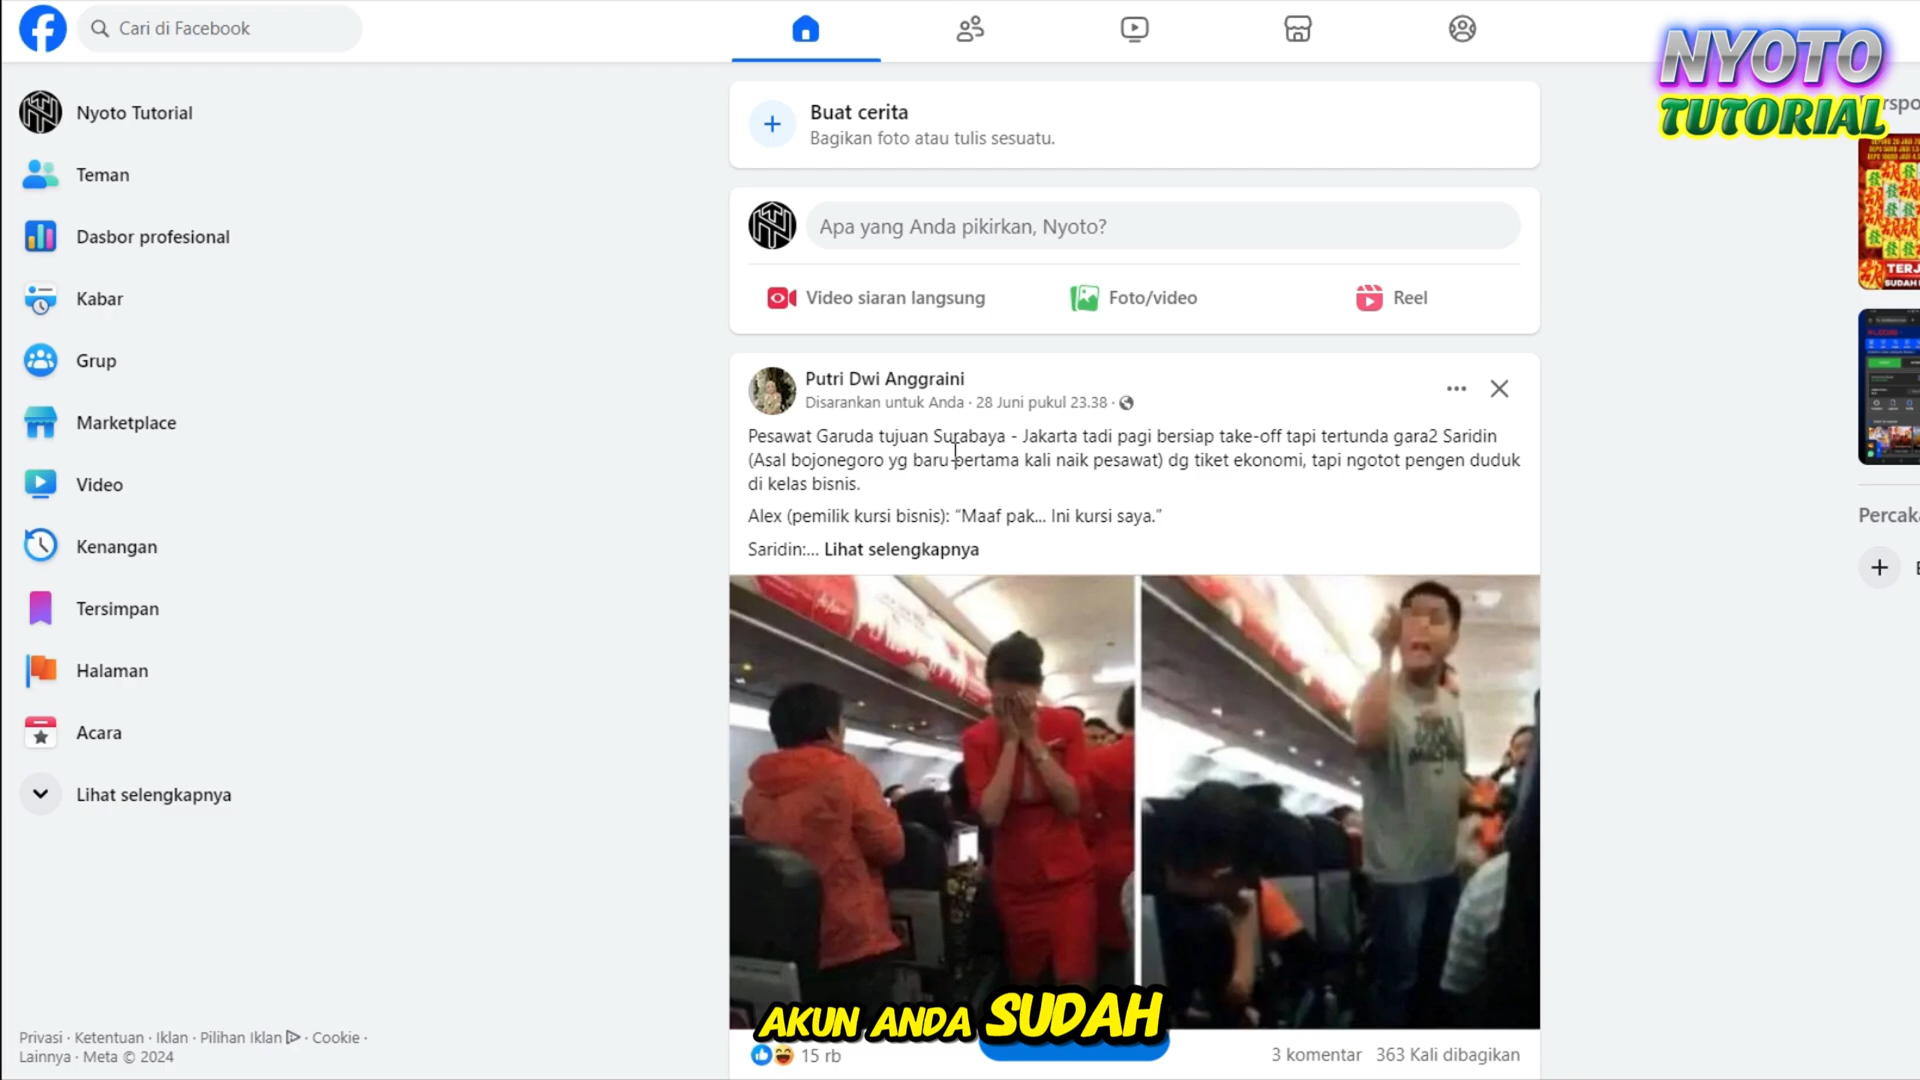 Cari di Facebook
NYOTO
TUTORIAL
Nyoto Tutorial
Teman
Dasbor profesional
Kabar
Grup
Marketplace
Video
Kenangan
Tersimpan
Halaman
Acara
Lihat selengkapnya
Privasi · Ketentuan · Iklan · Pilihan Iklan · Cookie ·
Lainnya · Meta © 2024
Buat cerita
Bagikan foto atau tulis sesuatu.
Apa yang Anda pikirkan, Nyoto?
Video siaran langsung
Foto/video
Reel
Putri Dwi Anggraini
Disarankan untuk Anda · 28 Juni pukul 23.38 ·
Pesawat Garuda tujuan Surabaya - Jakarta tadi pagi bersiap take-off tapi tertunda gara2 Saridin
(Asal bojonegoro yg baru pertama kali naik pesawat) dg tiket ekonomi, tapi ngotot pengen duduk
di kelas bisnis.
Alex (pemilik kursi bisnis): “Maaf pak... Ini kursi saya.”
Saridin:... Lihat selengkapnya
AKUN ANDA SUDAH
15 rb
3 komentar
363 Kali dibagikan
rspo
TERJ
SUDAH
Percaka